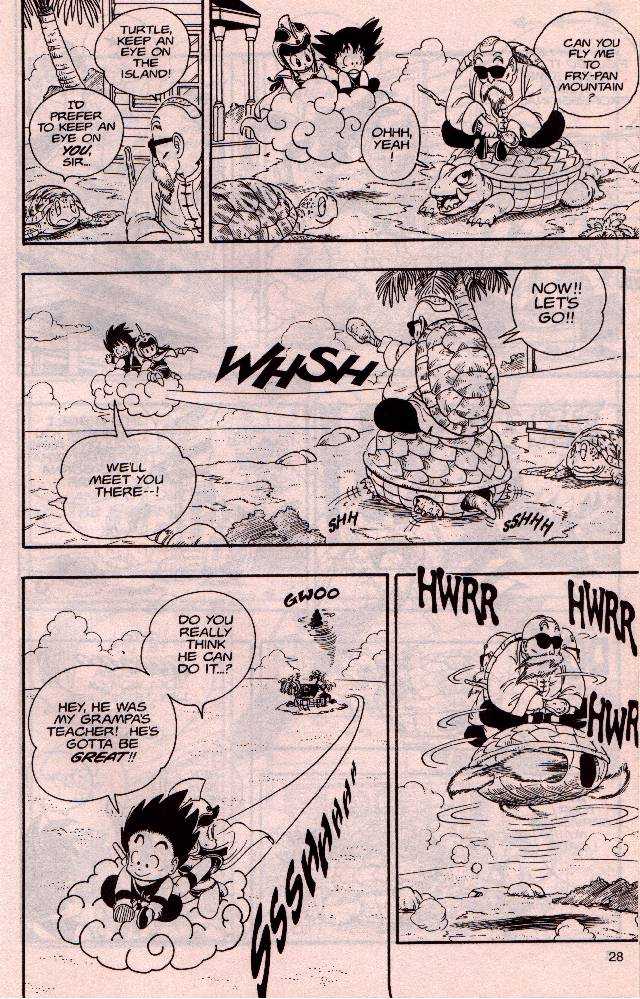 TURTLE,
KEEP AN
EYE ON
THE
ISLAND!
I'D
PREFER
TO KEEP AN
EYE ON
YOU,
SIR...
CAN YOU
FLY ME
TO
FRY-PAN
MOUNTAIN
?
OHHH,
YEAH
!
NOW!!
LET'S
GO!!
WHSH
WE'LL
MEET YOU
THERE--!
SHH
SSHHH
GWOO
DO YOU
REALLY
THINK
HE CAN
DO IT...?
HEY, HE WAS
MY GRAMPA'S
TEACHER! HE'S
GOTTA BE
GREAT!!
HWRR
HWRR
HWR
28